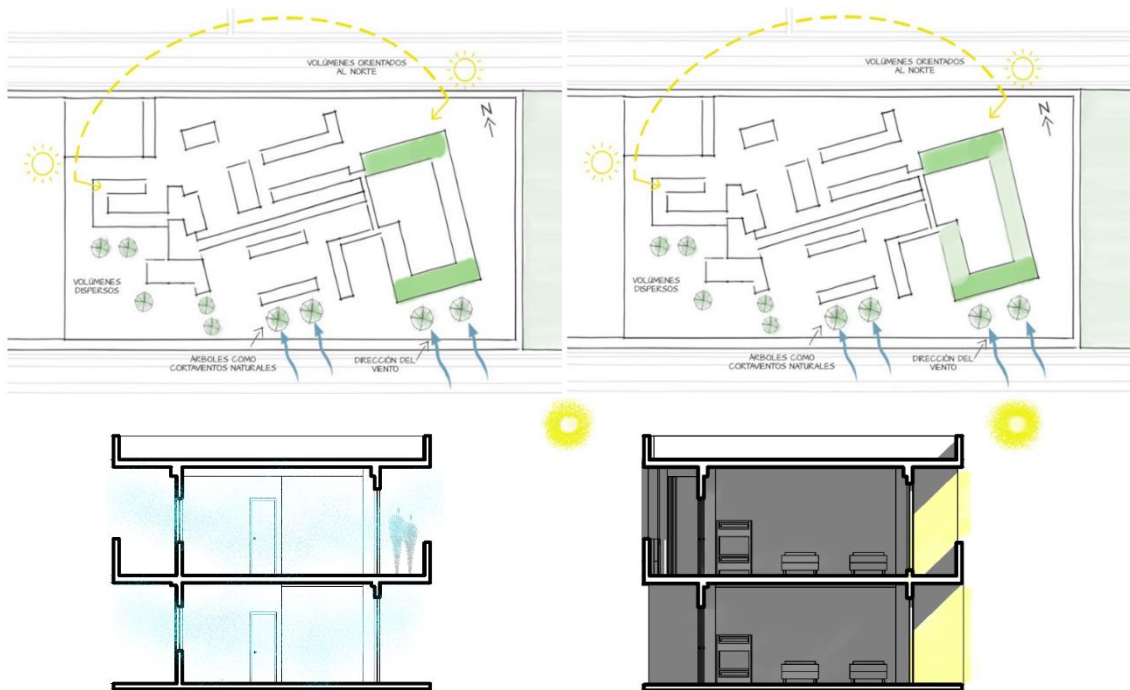 VOLÚMENES ORIENTADOS
AL NORTE
N
VOLÚMENES
DISPERSOS
ÁRBOLES COMO
CORTAVENTOS NATURALES
DIRECCIÓN DEL
VIENTO
VOLÚMENES ORIENTADOS
AL NORTE
N
VOLÚMENES
DISPERSOS
ÁRBOLES COMO
CORTAVENTOS NATURALES
DIRECCIÓN DEL
VIENTO